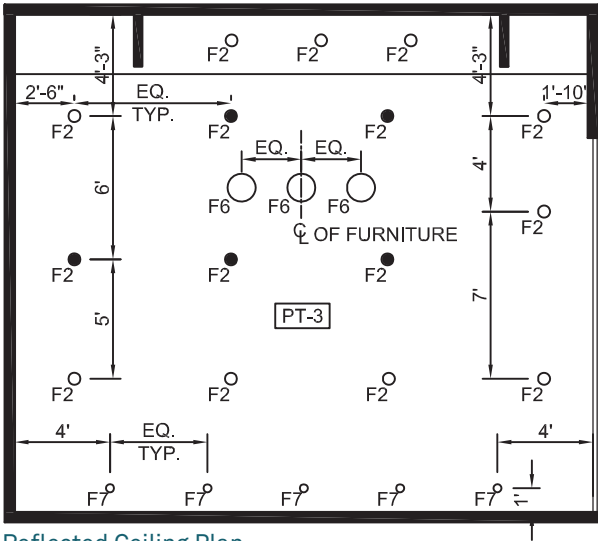 F2 F2 F2
4'-3" 4'-3"
2'-6" EQ. TYP. 1'-10"
F2 F2 F2 F2
EQ. EQ.
6' 4'
F6 F6 F6
F2
℄ OF FURNITURE
F2 F2 F2
PT-3
5' 7'
F2 F2 F2 F2
4' EQ. TYP. 4'
F7 F7 F7 F7 F7
1'
Reflected Ceiling Plan